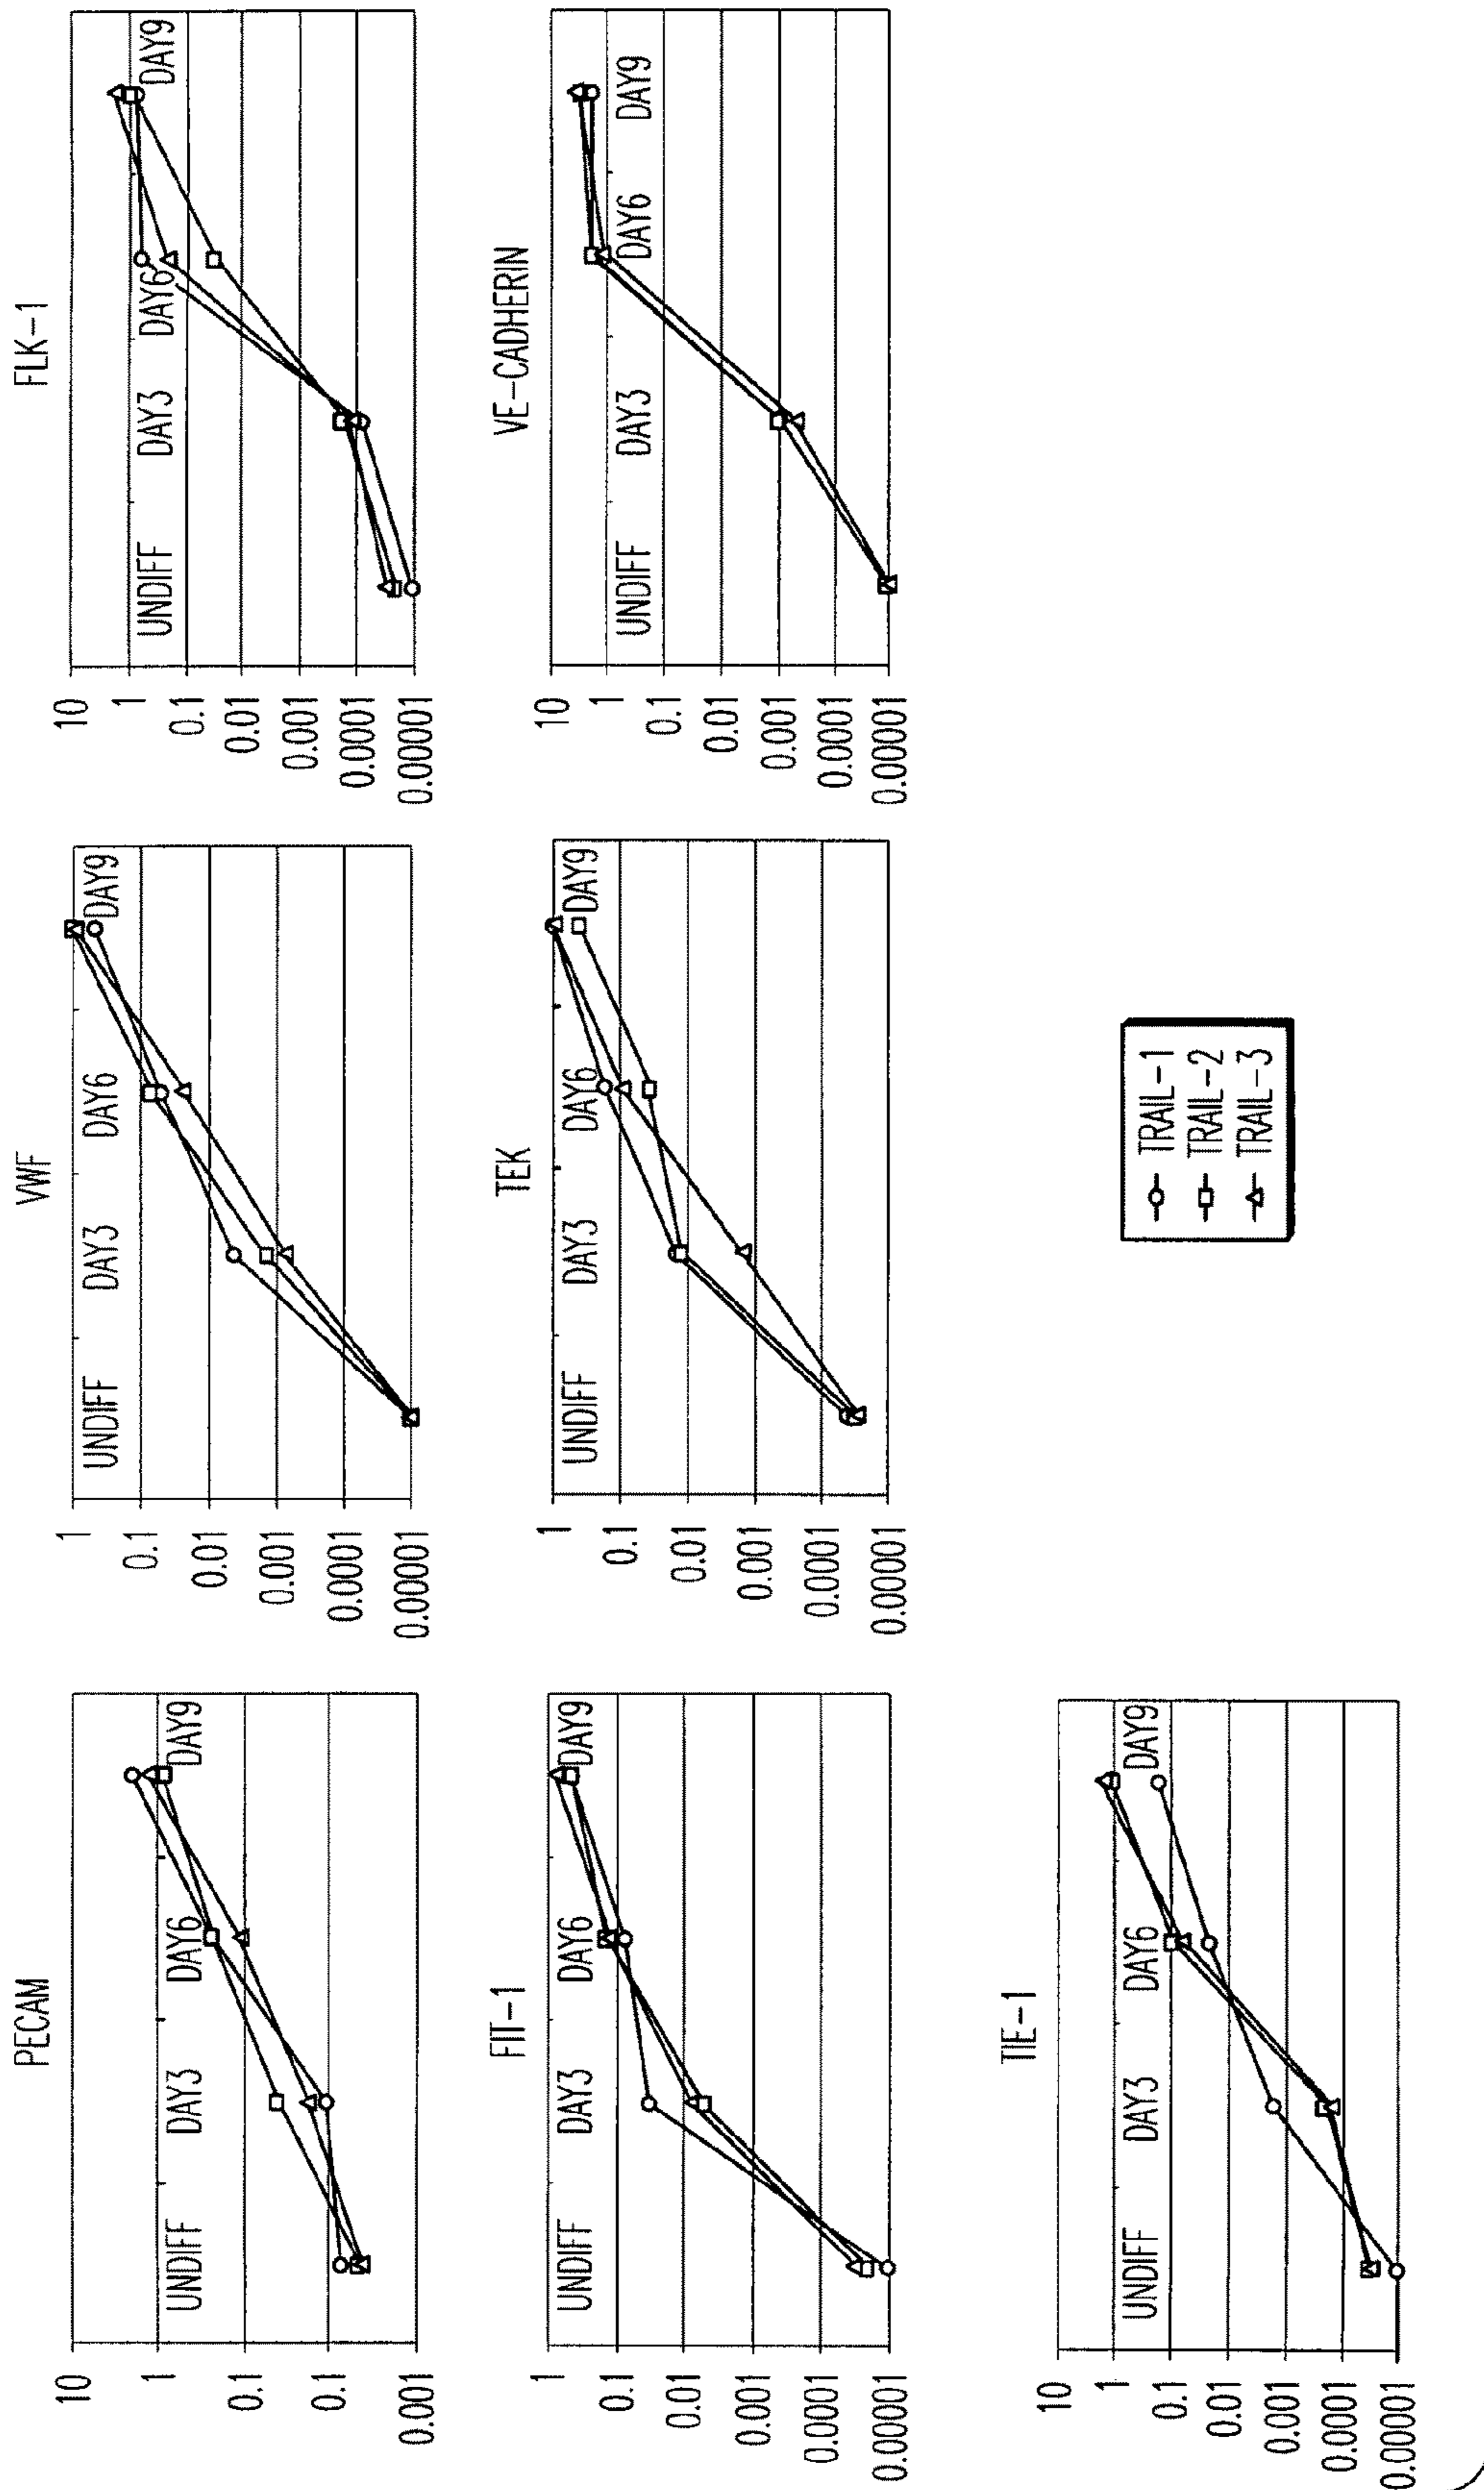 PECAM
10
1
0.1
0.1
0.001
UNDIFF DAY3 DAY6 DAY9
VWF
1
0.1
0.01
0.001
0.0001
0.00001
UNDIFF DAY3 DAY6 DAY9
FLK-1
10
1
0.1
0.01
0.001
0.0001
0.00001
UNDIFF DAY3 DAY6 DAY9
FIT-1
1
0.1
0.01
0.001
0.0001
0.00001
UNDIFF DAY3 DAY6 DAY9
TEK
1
0.1
0.01
0.001
0.0001
0.00001
UNDIFF DAY3 DAY6 DAY9
VE-CADHERIN
10
1
0.1
0.01
0.001
0.0001
0.00001
UNDIFF DAY3 DAY6 DAY9
TIE-1
10
1
0.1
0.01
0.001
0.0001
0.00001
UNDIFF DAY3 DAY6 DAY9
TRAIL-1
TRAIL-2
TRAIL-3